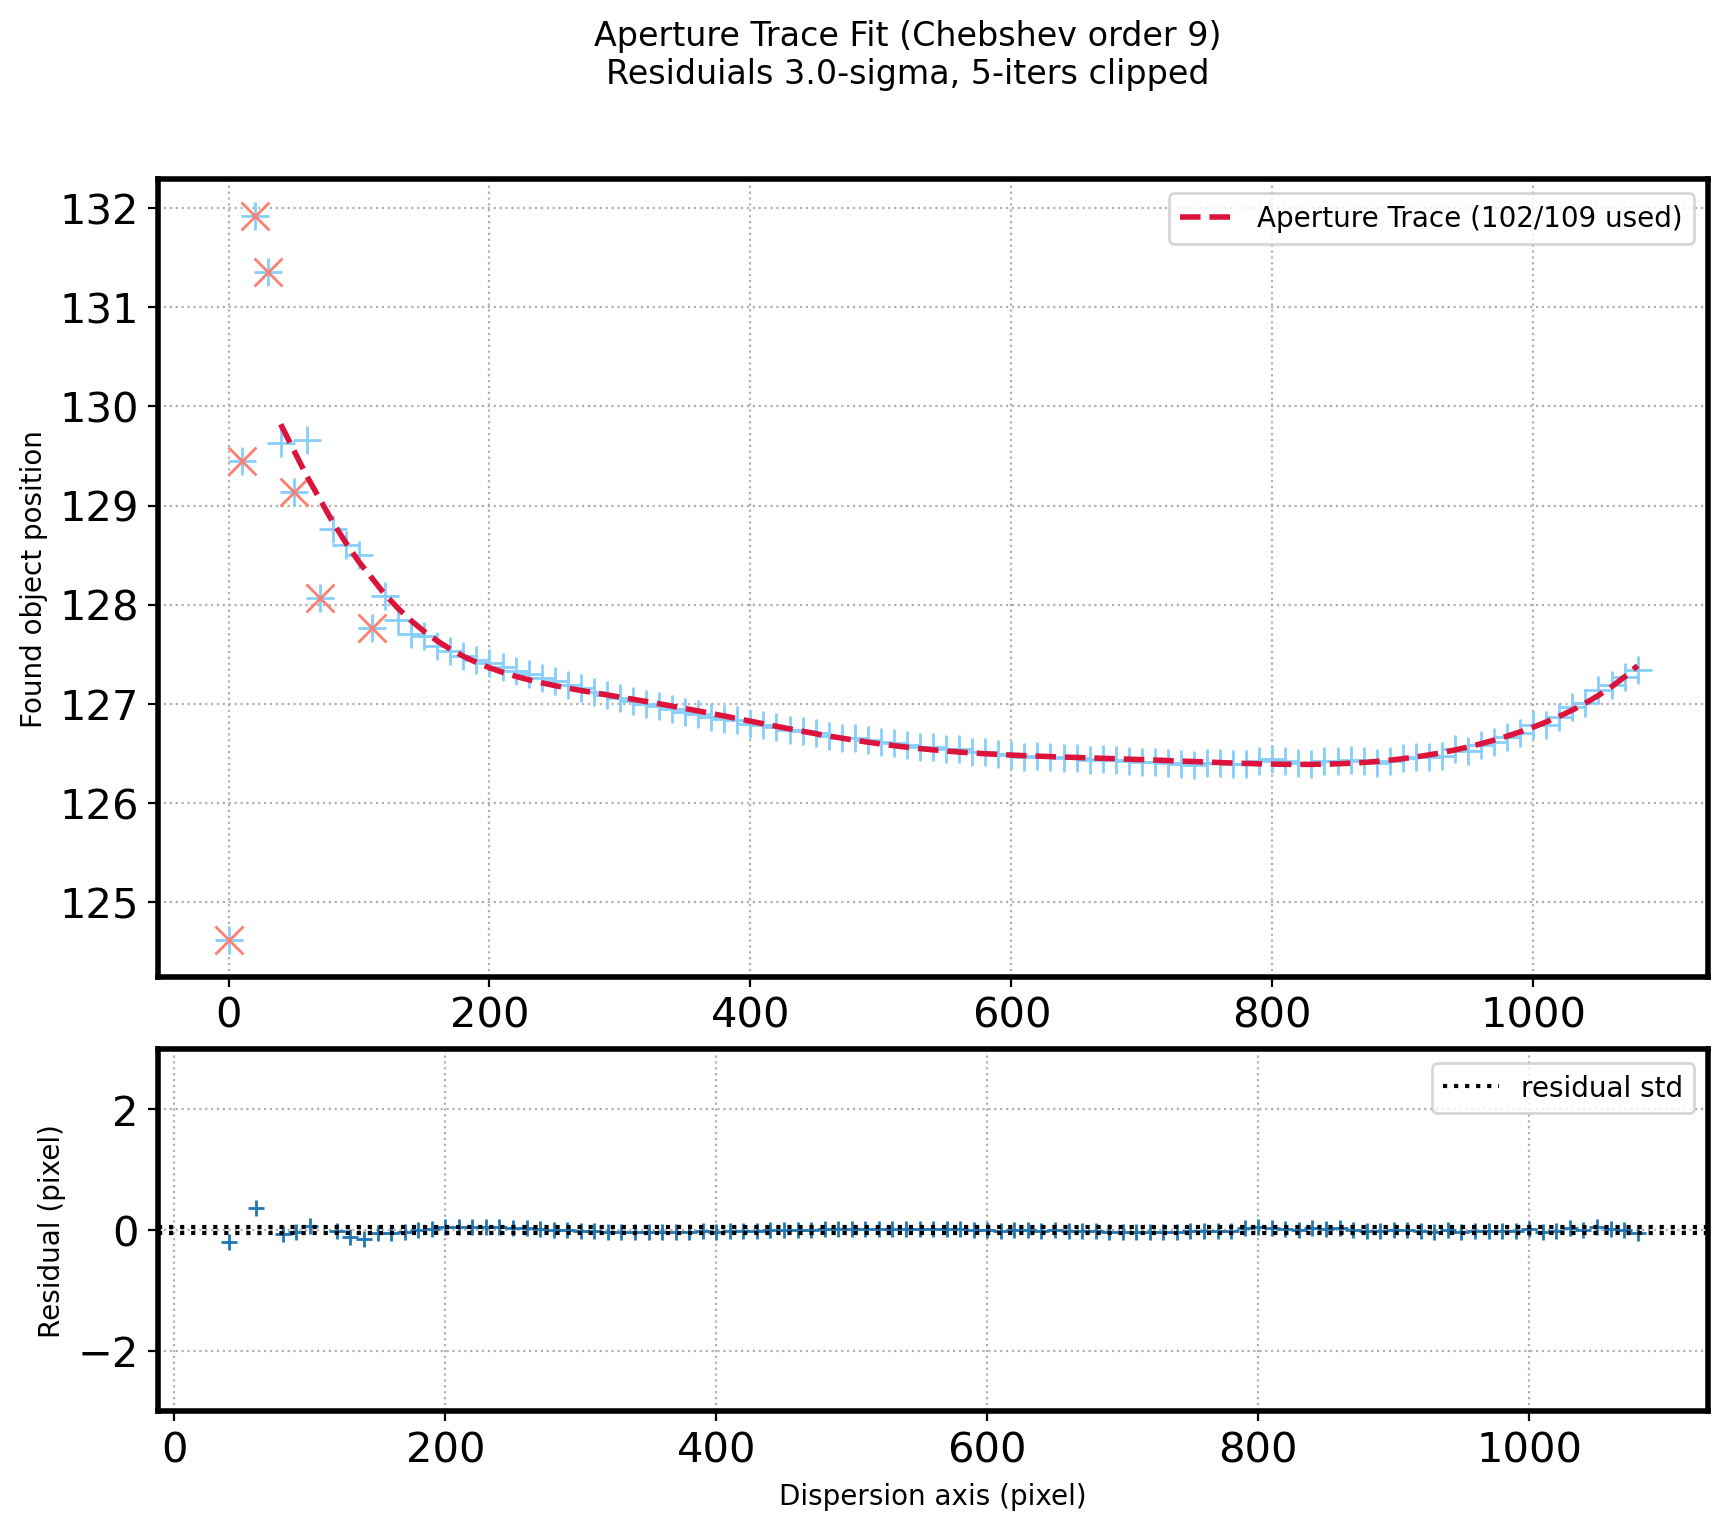 Aperture Trace Fit (Chebshev order 9)
Residuials 3.0-sigma, 5-iters clipped
Aperture Trace (102/109 used)
Found object position
132
131
130
129
128
127
126
125
0 200 400 600 800 1000
residual std
Residual (pixel)
2
0
−2
0 200 400 600 800 1000
Dispersion axis (pixel)